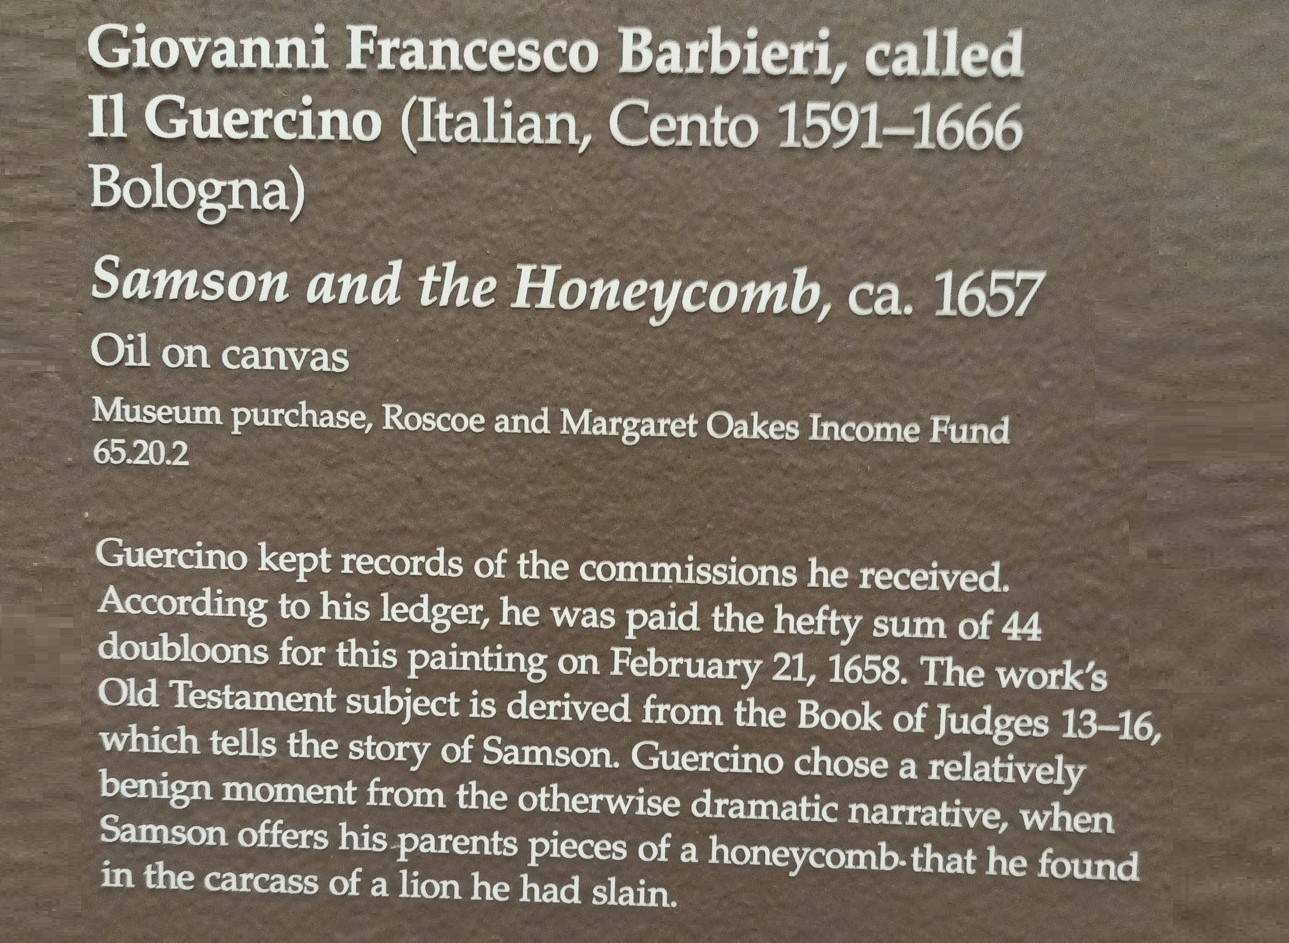 Giovanni Francesco Barbieri, called
Il Guercino (Italian, Cento 1591–1666
Bologna)
Samson and the Honeycomb, ca. 1657
Oil on canvas
Museum purchase, Roscoe and Margaret Oakes Income Fund
65.20.2
Guercino kept records of the commissions he received.
According to his ledger, he was paid the hefty sum of 44
doubloons for this painting on February 21, 1658. The work's
Old Testament subject is derived from the Book of Judges 13–16,
which tells the story of Samson. Guercino chose a relatively
benign moment from the otherwise dramatic narrative, when
Samson offers his parents pieces of a honeycomb that he found
in the carcass of a lion he had slain.